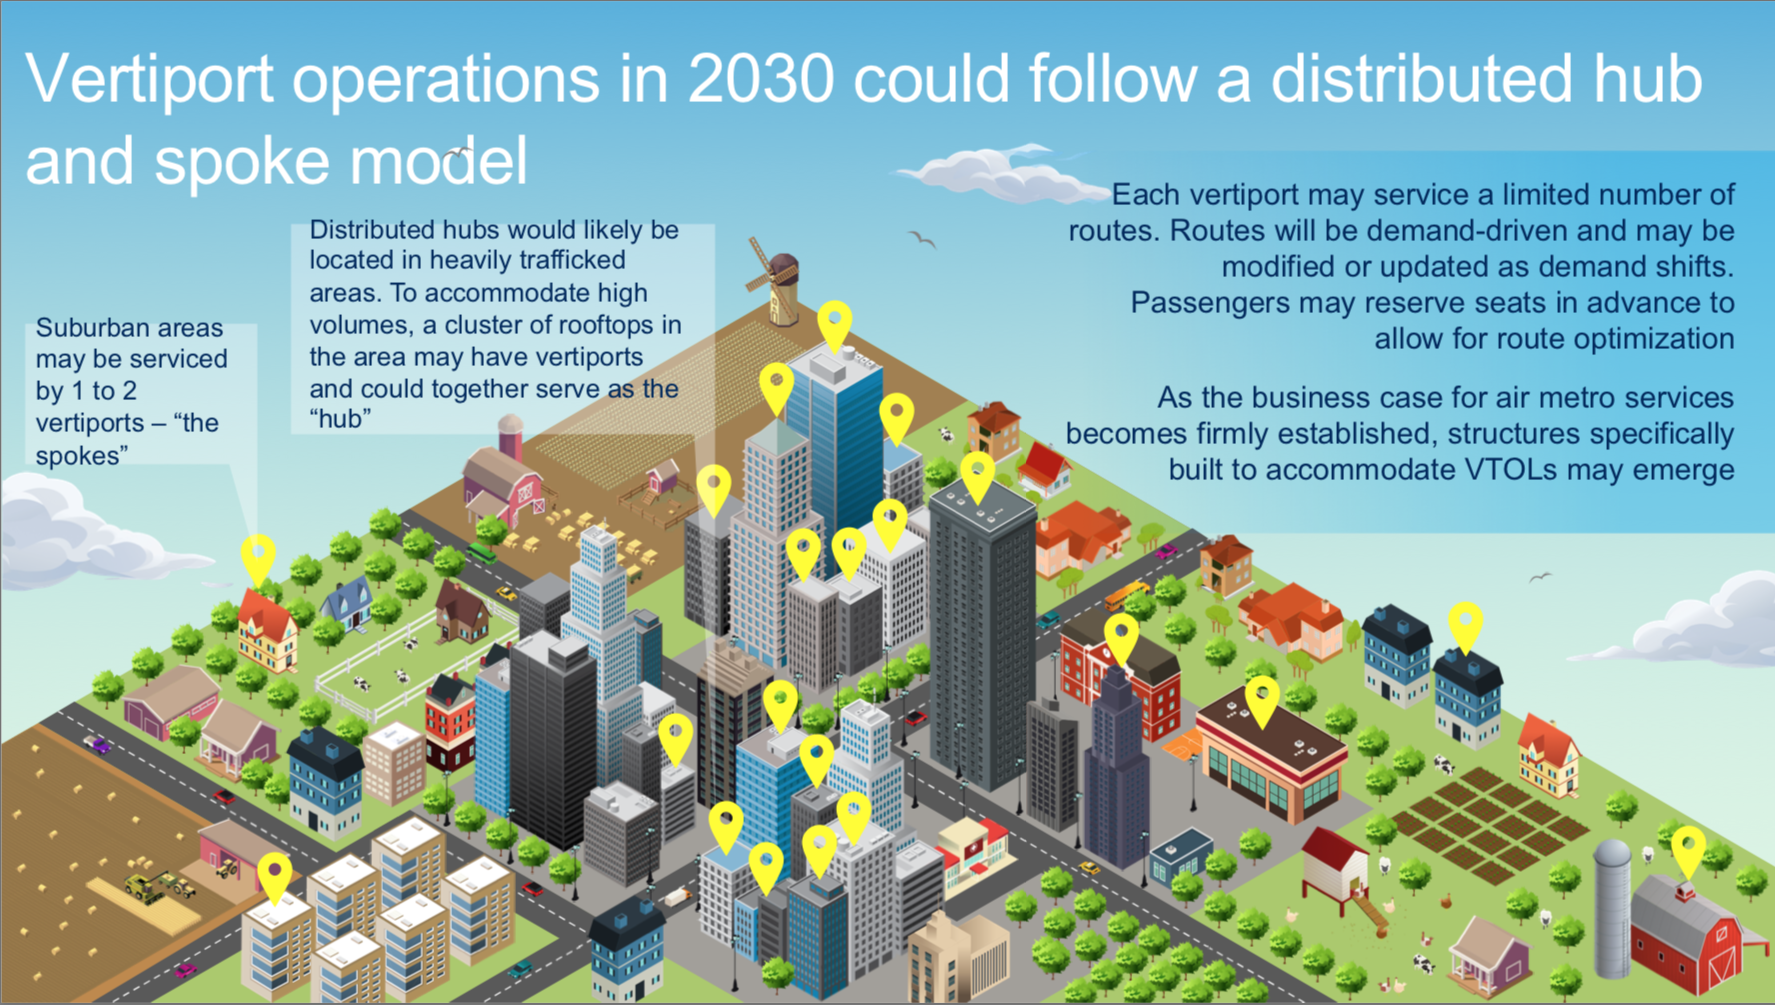 Vertiport operations in 2030 could follow a distributed hub
and spoke model
Suburban areas
may be serviced
by 1 to 2
vertiports – “the
spokes”
Distributed hubs would likely be
located in heavily trafficked
areas. To accommodate high
volumes, a cluster of rooftops in
the area may have vertiports
and could together serve as the
“hub”
Each vertiport may service a limited number of
routes. Routes will be demand-driven and may be
modified or updated as demand shifts.
Passengers may reserve seats in advance to
allow for route optimization
As the business case for air metro services
becomes firmly established, structures specifically
built to accommodate VTOLs may emerge